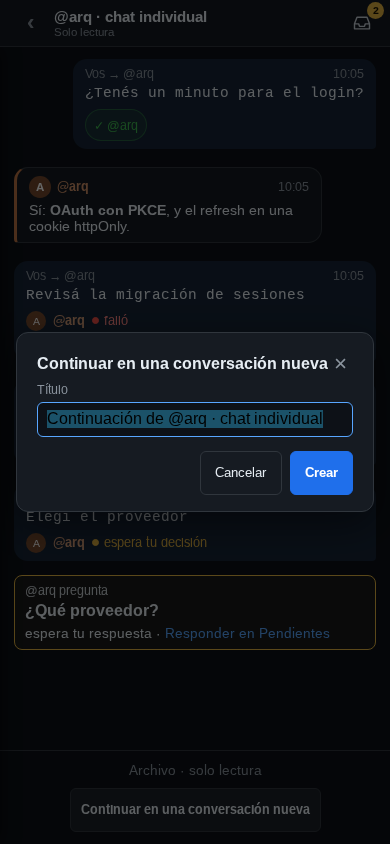 ‹ @arq · chat individual 2
Solo lectura
Vos → @arq 10:05
¿Tenés un minuto para el login?
✓ @arq
A @arq 10:05
Sí: OAuth con PKCE, y el refresh en una
cookie httpOnly.
Vos → @arq 10:05
Revisá la migración de sesiones
A @arq ● falló
Continuar en una conversación nueva ✕
Título
Continuación de @arq · chat individual
Cancelar Crear
Elegí el proveedor
A @arq ● espera tu decisión
@arq pregunta
¿Qué proveedor?
espera tu respuesta · Responder en Pendientes
Archivo · solo lectura
Continuar en una conversación nueva